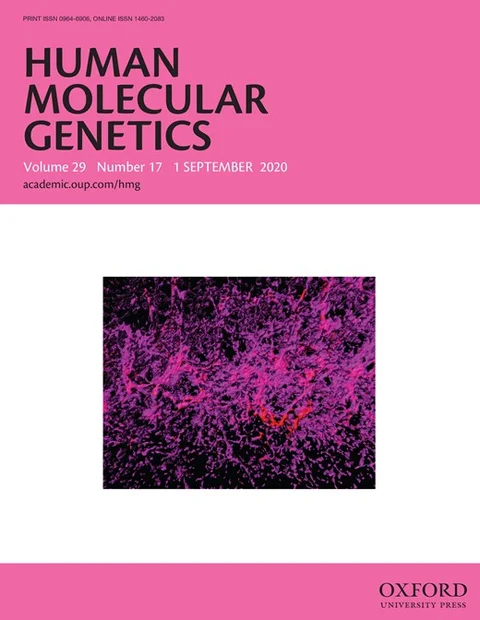 PRINT ISSN 0964-6906, ONLINE ISSN 1460-2083
HUMAN
MOLECULAR
GENETICS
Volume 29 Number 17 1 SEPTEMBER 2020
academic.oup.com/hmg
OXFORD
UNIVERSITY PRESS